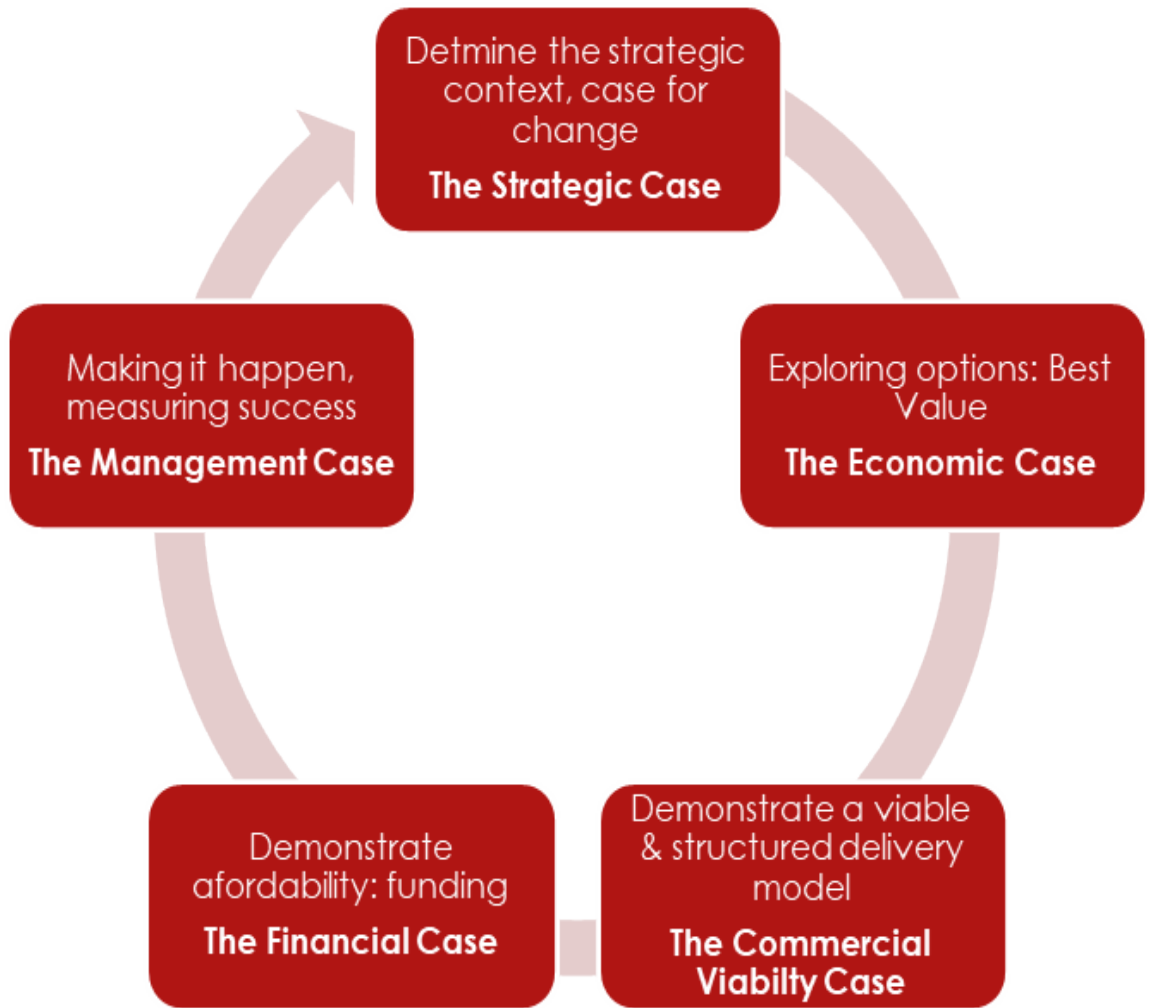 Detmine the strategic
context, case for
change
The Strategic Case
Exploring options: Best
Value
The Economic Case
Demonstrate a viable
& structured delivery
model
The Commercial
Viabilty Case
Demonstrate
afordability: funding
The Financial Case
Making it happen,
measuring success
The Management Case